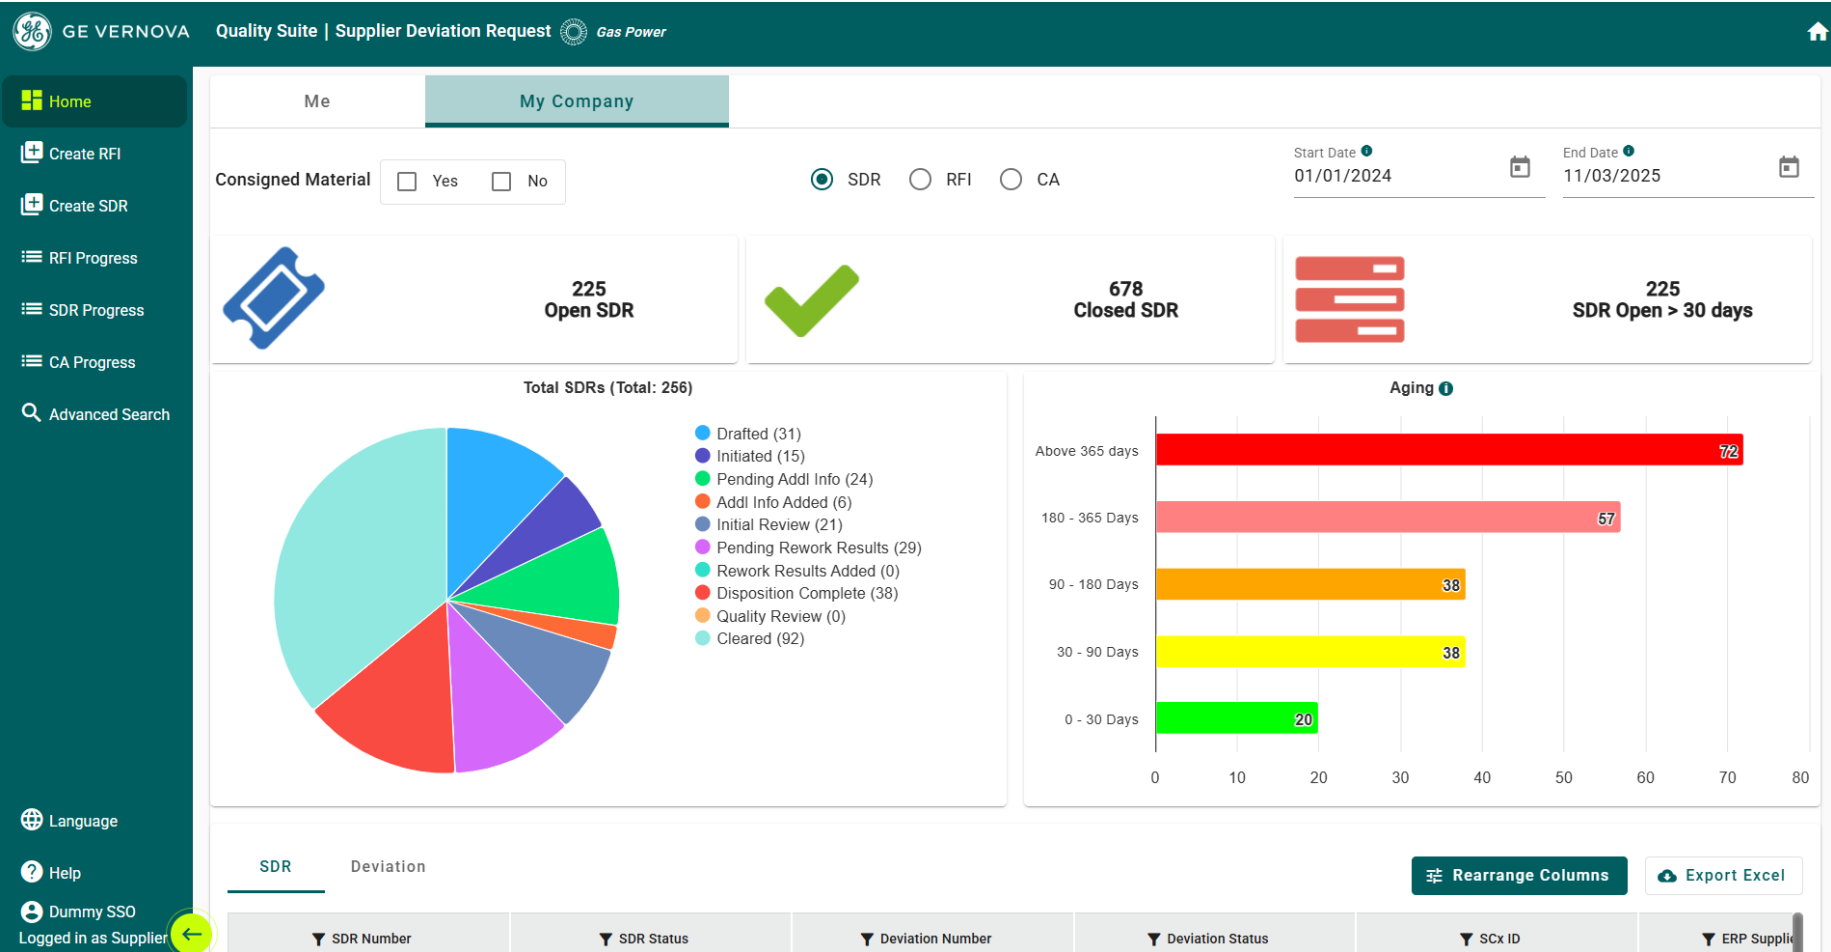 GE VERNOVA
Quality Suite | Supplier Deviation Request
Gas Power
Home
Create RFI
Create SDR
RFI Progress
SDR Progress
CA Progress
Advanced Search
Language
Help
Dummy SSO
Logged in as Supplier
Me
My Company
Consigned Material
Yes
No
SDR
RFI
CA
Start Date
01/01/2024
End Date
11/03/2025
225
Open SDR
678
Closed SDR
225
SDR Open > 30 days
Total SDRs (Total: 256)
Drafted (31)
Initiated (15)
Pending Addl Info (24)
Addl Info Added (6)
Initial Review (21)
Pending Rework Results (29)
Rework Results Added (0)
Disposition Complete (38)
Quality Review (0)
Cleared (92)
Aging
Above 365 days
72
180 - 365 Days
57
90 - 180 Days
38
30 - 90 Days
38
0 - 30 Days
20
0 10 20 30 40 50 60 70 80
SDR
Deviation
Rearrange Columns
Export Excel
SDR Number
SDR Status
Deviation Number
Deviation Status
SCx ID
ERP Supplie